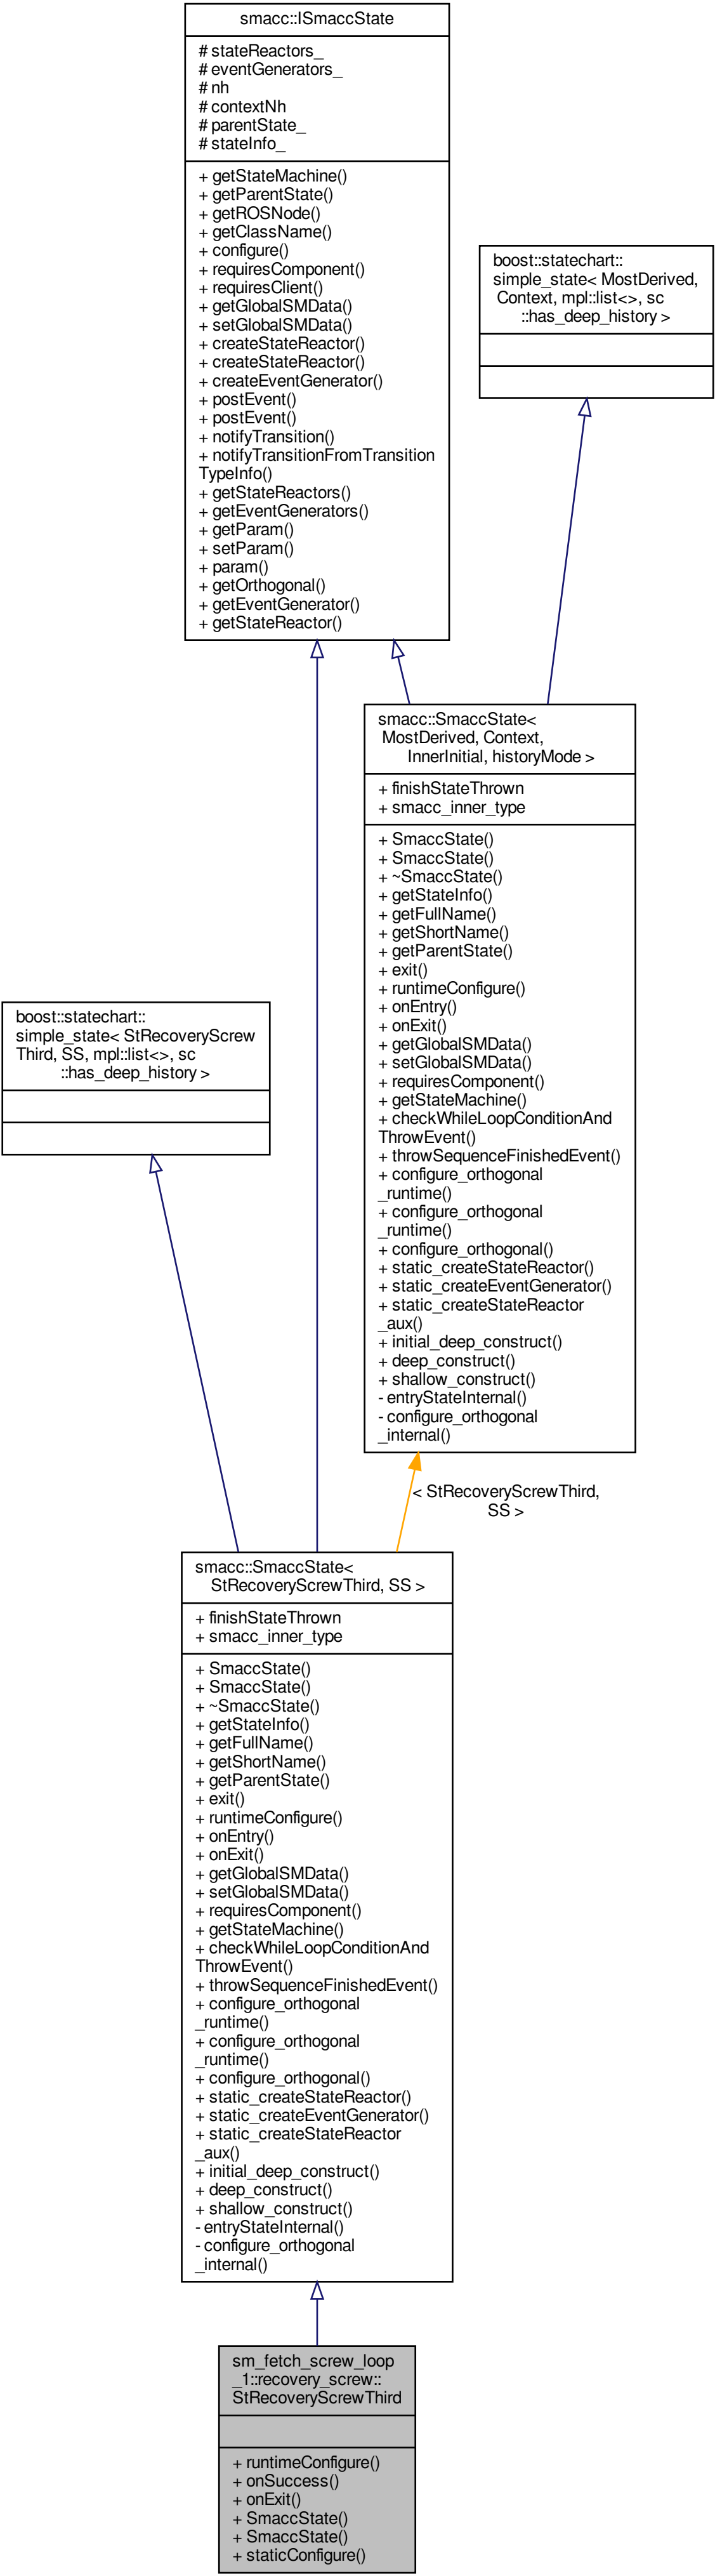 smacc::ISmaccState
# stateReactors_
# eventGenerators_
# nh
# contextNh
# parentState_
# stateInfo_
+ getStateMachine()
+ getParentState()
+ getROSNode()
+ getClassName()
+ configure()
+ requiresComponent()
+ requiresClient()
+ getGlobalSMData()
+ setGlobalSMData()
+ createStateReactor()
+ createStateReactor()
+ createEventGenerator()
+ postEvent()
+ postEvent()
+ notifyTransition()
+ notifyTransitionFromTransition
TypeInfo()
+ getStateReactors()
+ getEventGenerators()
+ getParam()
+ setParam()
+ param()
+ getOrthogonal()
+ getEventGenerator()
+ getStateReactor()
boost::statechart::
simple_state< MostDerived,
Context, mpl::list<>, sc
::has_deep_history >
smacc::SmaccState<
MostDerived, Context,
InnerInitial, historyMode >
+ finishStateThrown
+ smacc_inner_type
+ SmaccState()
+ SmaccState()
+ ~SmaccState()
+ getStateInfo()
+ getFullName()
+ getShortName()
+ getParentState()
+ exit()
+ runtimeConfigure()
+ onEntry()
+ onExit()
+ getGlobalSMData()
+ setGlobalSMData()
+ requiresComponent()
+ getStateMachine()
+ checkWhileLoopConditionAnd
ThrowEvent()
+ throwSequenceFinishedEvent()
+ configure_orthogonal
_runtime()
+ configure_orthogonal
_runtime()
+ configure_orthogonal()
+ static_createStateReactor()
+ static_createEventGenerator()
+ static_createStateReactor
_aux()
+ initial_deep_construct()
+ deep_construct()
+ shallow_construct()
- entryStateInternal()
- configure_orthogonal
_internal()
boost::statechart::
simple_state< StRecoveryScrew
Third, SS, mpl::list<>, sc
::has_deep_history >
< StRecoveryScrewThird,
SS >
smacc::SmaccState<
StRecoveryScrewThird, SS >
+ finishStateThrown
+ smacc_inner_type
+ SmaccState()
+ SmaccState()
+ ~SmaccState()
+ getStateInfo()
+ getFullName()
+ getShortName()
+ getParentState()
+ exit()
+ runtimeConfigure()
+ onEntry()
+ onExit()
+ getGlobalSMData()
+ setGlobalSMData()
+ requiresComponent()
+ getStateMachine()
+ checkWhileLoopConditionAnd
ThrowEvent()
+ throwSequenceFinishedEvent()
+ configure_orthogonal
_runtime()
+ configure_orthogonal
_runtime()
+ configure_orthogonal()
+ static_createStateReactor()
+ static_createEventGenerator()
+ static_createStateReactor
_aux()
+ initial_deep_construct()
+ deep_construct()
+ shallow_construct()
- entryStateInternal()
- configure_orthogonal
_internal()
sm_fetch_screw_loop
_1::recovery_screw::
StRecoveryScrewThird
+ runtimeConfigure()
+ onSuccess()
+ onExit()
+ SmaccState()
+ SmaccState()
+ staticConfigure()